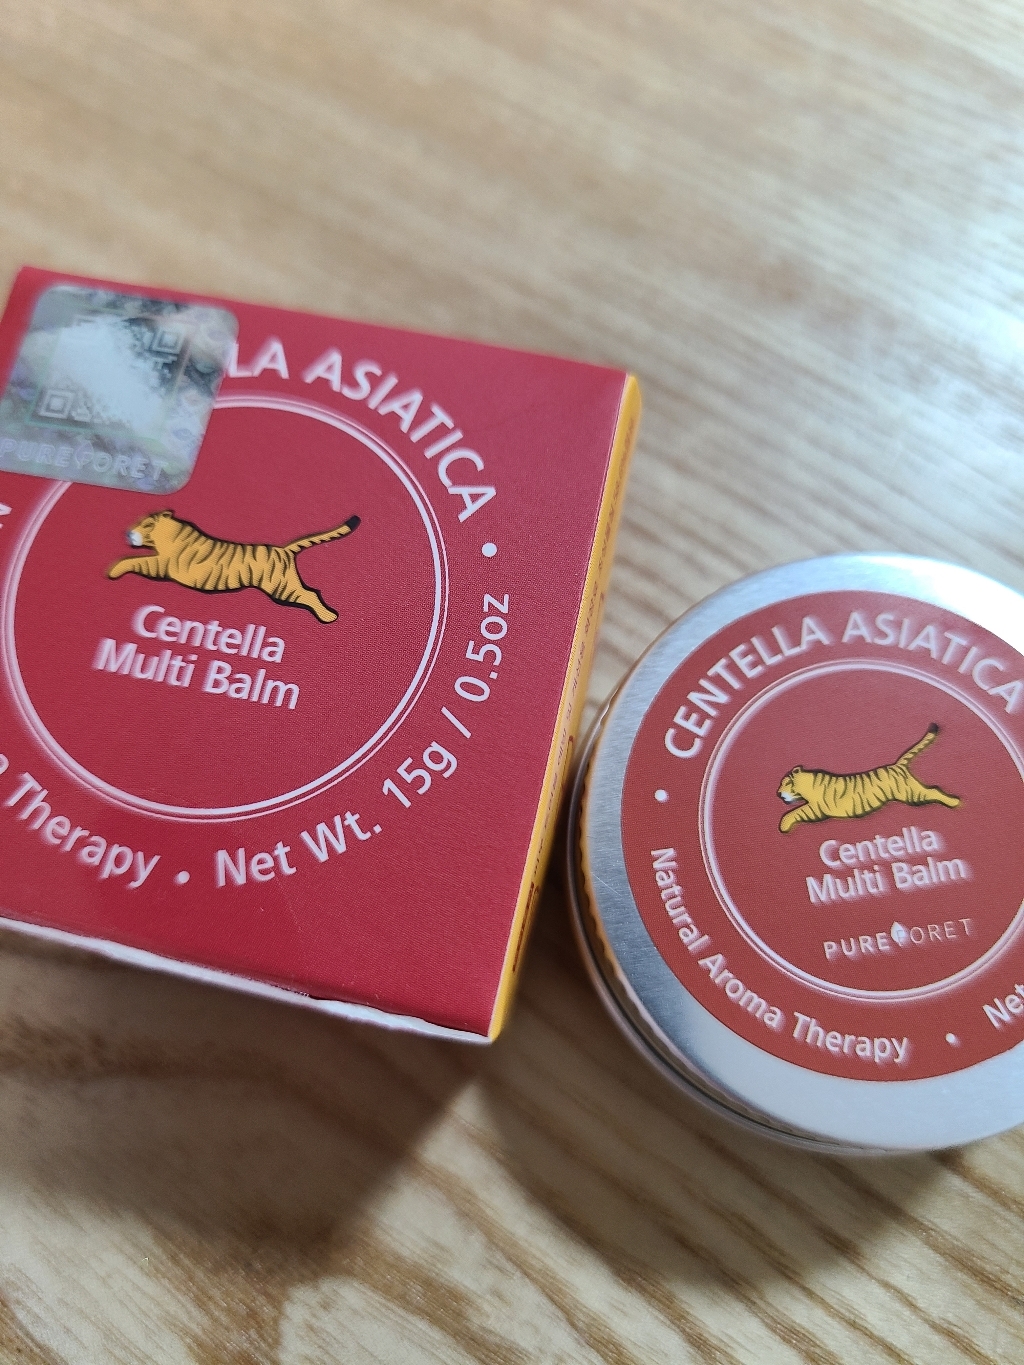 LA ASIATICA
PUREFORET
Centella
Multi Balm
Therapy • Net Wt. 15g / 0.5oz
• CENTELLA ASIATICA
Centella
Multi Balm
PUREFORET
Natural Aroma Therapy •